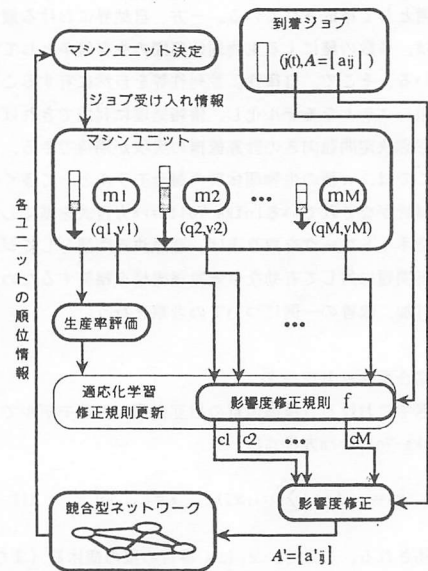 マシンユニット決定
到着ジョブ
(j(t),A=[aij])
ジョブ受け入れ情報
マシンユニット
m1
m2
mM
(q1,v1)
(q2,v2)
(qM,vM)
各ユニットの順位情報
生産率評価
適応化学習
修正規則更新
影響度修正規則 f
c1
c2
cM
影響度修正
競合型ネットワーク
A'=[a'ij]